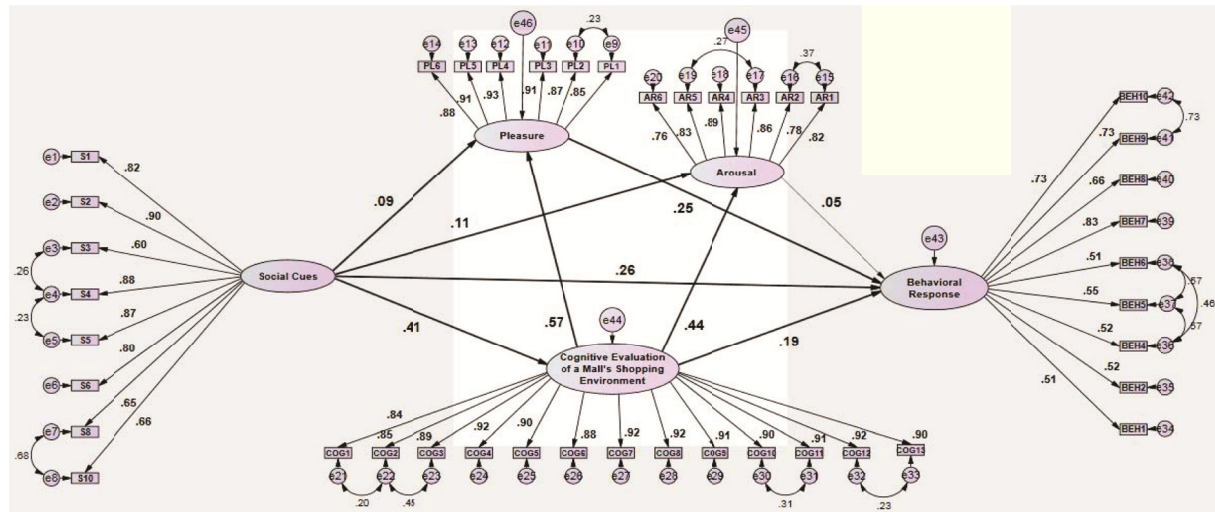 e46
e45
.23
e14 e13 e12 e11 e10 e9
PL6 PL5 PL4 PL3 PL2 PL1
.27
.37
e20 e19 e18 e17 e16 e15
AR6 AR5 AR4 AR3 AR2 AR1
.88 .91 .93 .91 .87 .85
.76 .83 .89 .86 .78 .82
Pleasure
Arousal
e1 S1 .82
e2 S2 .90
e3 S3 .60
.26
e4 S4 .88
.23
e5 S5 .87
e6 S6 .80
e7 S8 .65
.68
e8 S10 .66
Social Cues
.09
.11
.25
.05
.26
.41
.57
.44
.19
e43
Behavioral
Response
BEH10 e42
.73
BEH9 e41
BEH8 e40
BEH7 e39
BEH6 e38
.57
.46
BEH5 e37
.57
BEH4 e36
BEH2 e35
BEH1 e34
.73
.73
.66
.83
.51
.55
.52
.52
.51
e44
Cognitive Evaluation
of a Mall's Shopping
Environment
.84 .85 .89 .92 .90 .88 .92 .92 .91 .90 .91 .92 .90
COG1 COG2 COG3 COG4 COG5 COG6 COG7 COG8 COG9 COG10 COG11 COG12 COG13
e21 e22 e23 e24 e25 e26 e27 e28 e29 e30 e31 e32 e33
.20 .45 .31 .23